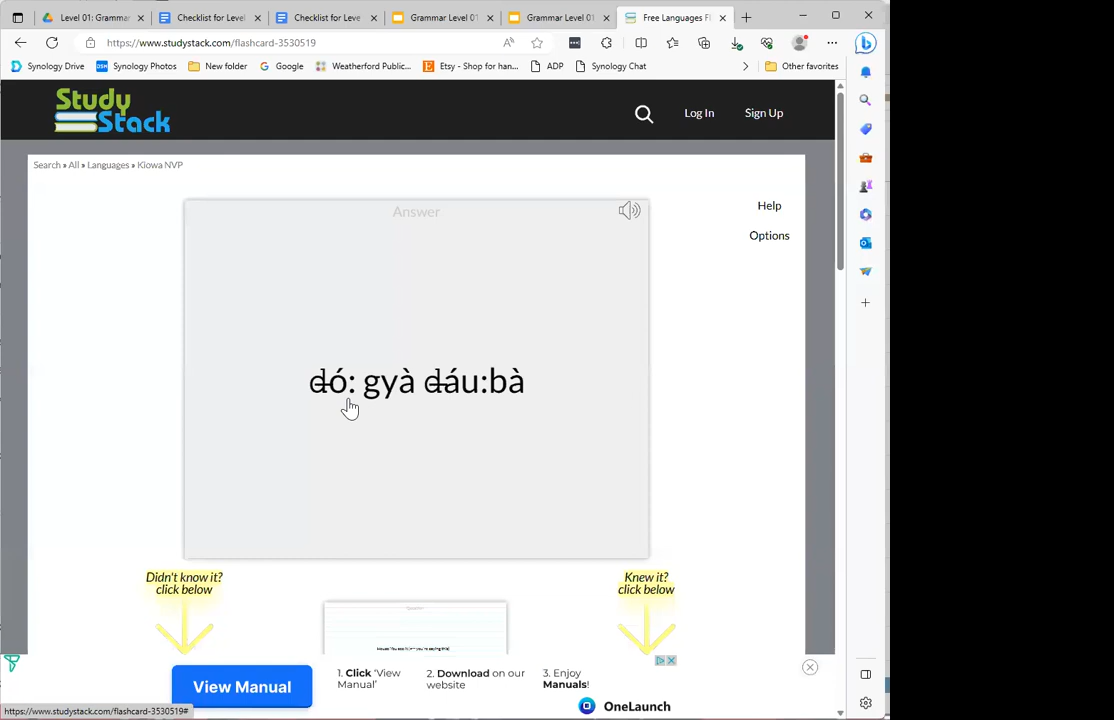 Level 01: Grammar
Checklist for Level
Checklist for Leve
Grammar Level 01
Grammar Level 01
Free Languages Fl
https://www.studystack.com/flashcard-3530519
Synology Drive
Synology Photos
New folder
Google
Weatherford Public...
Etsy - Shop for han...
ADP
Synology Chat
Other favorites
Study
Stack
Log In
Sign Up
Search » All » Languages » Kiowa NVP
Answer
Help
Options
d̶ó: gyà d̶áu:bà
Didn't know it?
click below
Knew it?
click below
Question
View Manual
1. Click 'View
Manual'
2. Download on our
website
3. Enjoy
Manuals!
OneLaunch
https://www.studystack.com/flashcard-3530519#